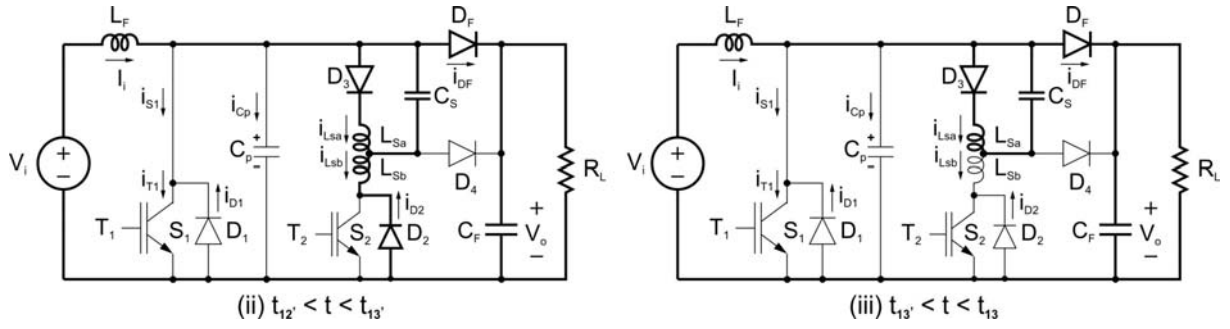 L_F
I_i
i_S1
i_Cp
D_3
C_S
D_F
i_DF
V_i
+
−
C_p
+
−
i_Lsa
i_Lsb
L_Sa
L_Sb
D_4
R_L
i_T1
i_D1
i_D2
T_1
S_1
D_1
T_2
S_2
D_2
C_F
+
V_o
−
(ii) t_12' < t < t_13'
L_F
I_i
i_S1
i_Cp
D_3
C_S
D_F
i_DF
V_i
+
−
C_p
+
−
i_Lsa
i_Lsb
L_Sa
L_Sb
D_4
R_L
i_T1
i_D1
i_D2
T_1
S_1
D_1
T_2
S_2
D_2
C_F
+
V_o
−
(iii) t_13' < t < t_13